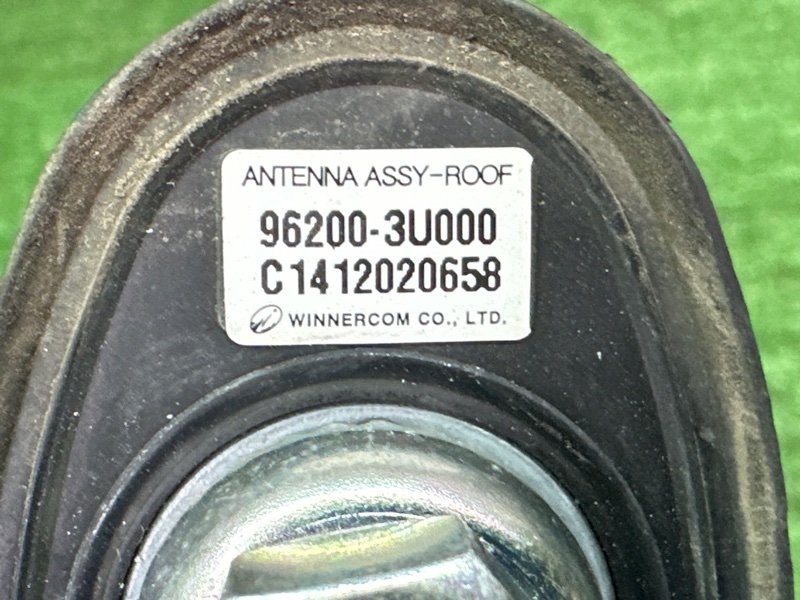 ANTENNA ASSY-ROOF
96200-3U000
C1412020658
WINNERCOM CO., LTD.